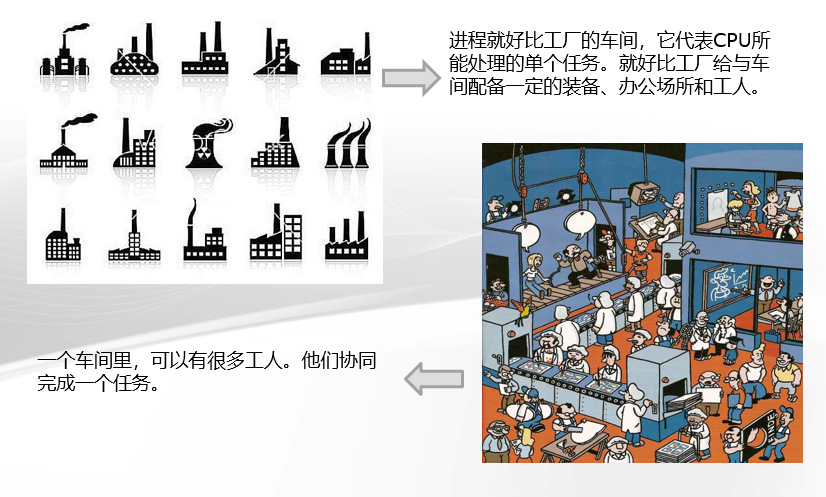 进程就好比工厂的车间，它代表CPU所
能处理的单个任务。就好比工厂给与车
间配备一定的装备、办公场所和工人。
一个车间里，可以有很多工人。他们协同
完成一个任务。